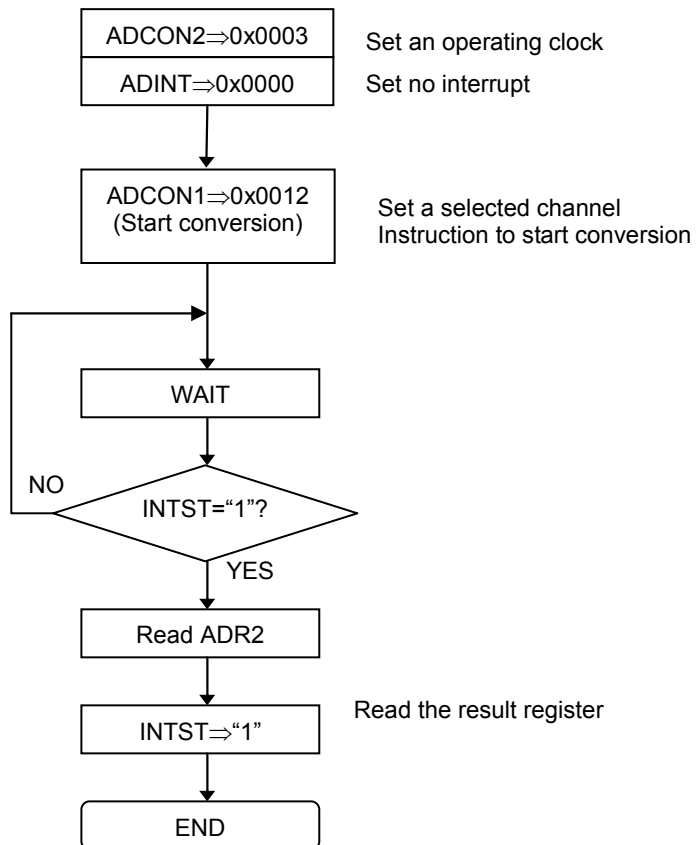 ADCON2⇒0x0003
Set an operating clock
ADINT⇒0x0000
Set no interrupt
ADCON1⇒0x0012
(Start conversion)
Set a selected channel
Instruction to start conversion
WAIT
NO
INTST=“1”?
YES
Read ADR2
Read the result register
INTST⇒“1”
END